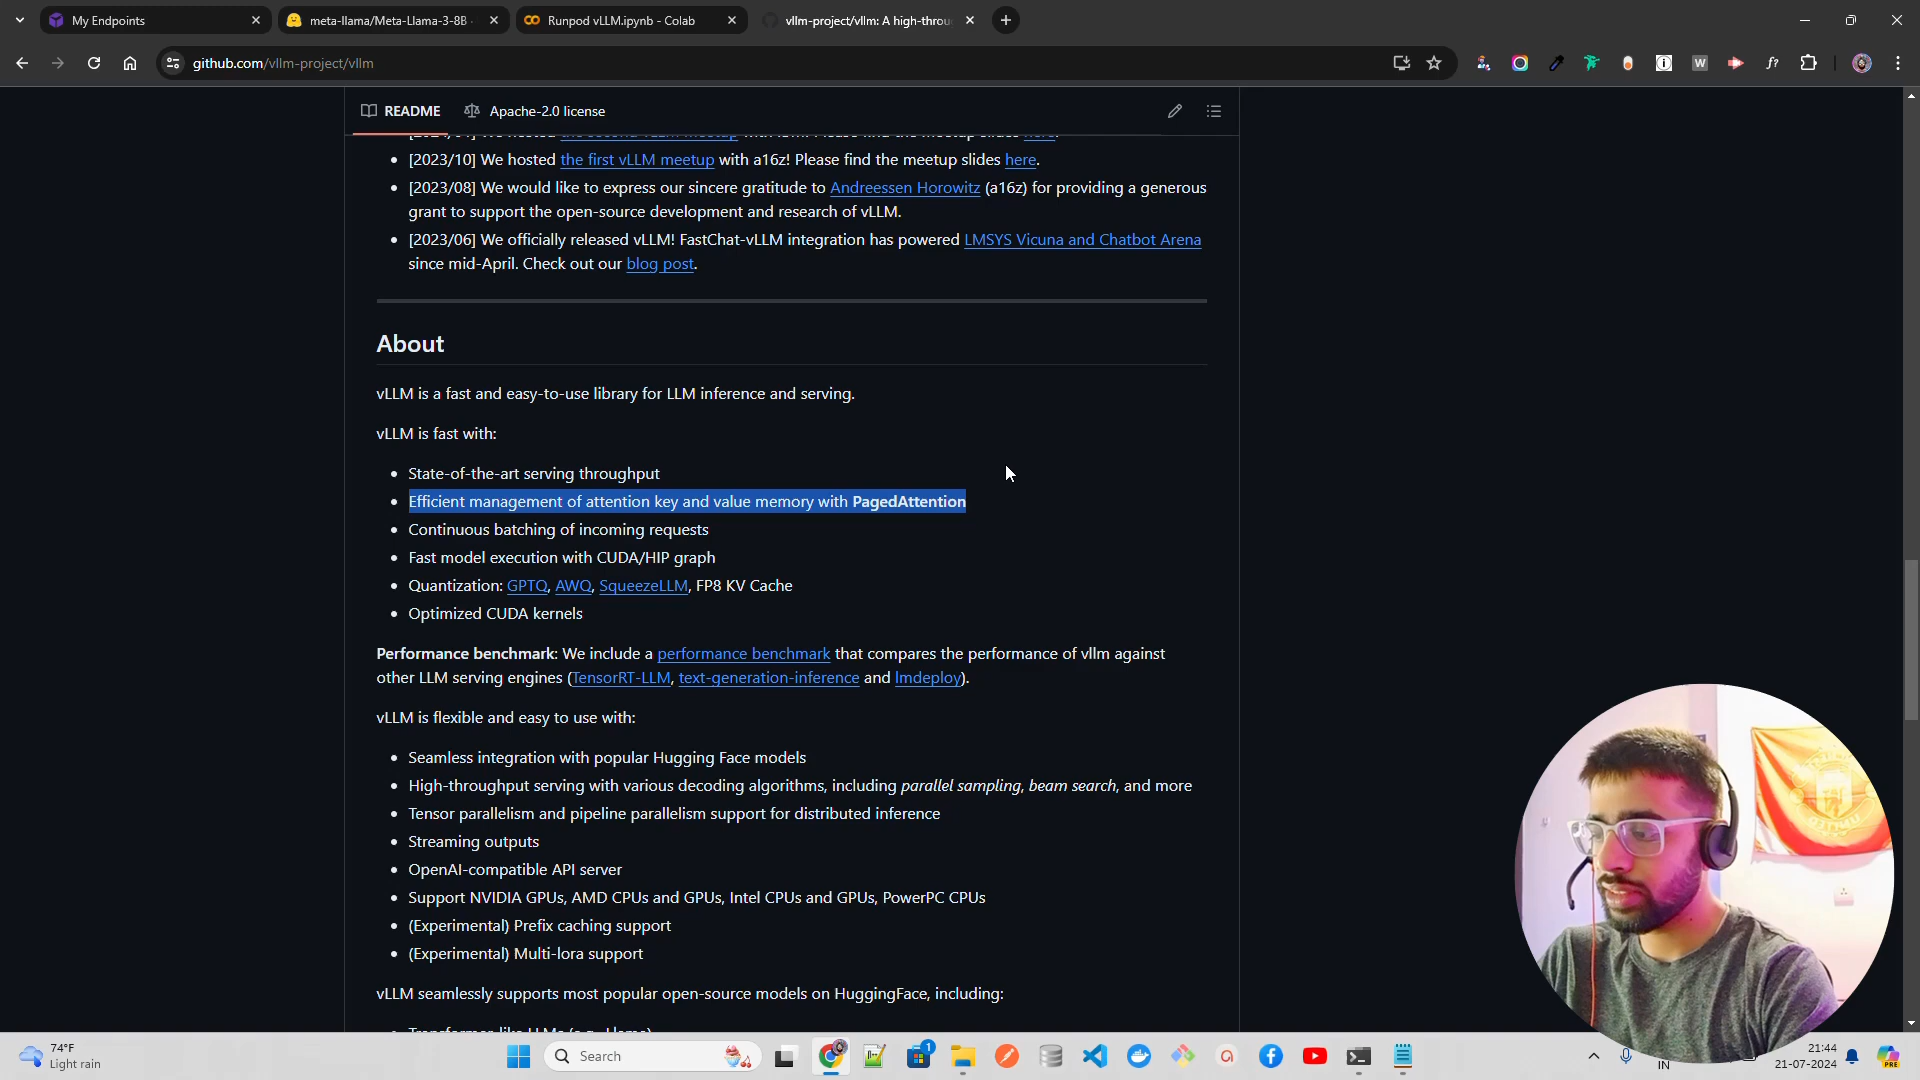 My Endpoints
meta-llama/Meta-Llama-3-8B
Runpod vLLM.ipynb - Colab
vllm-project/vllm: A high-throu
github.com/vllm-project/vllm
README
Apache-2.0 license
[2023/10] We hosted the first vLLM meetup with a16z! Please find the meetup slides here.
[2023/08] We would like to express our sincere gratitude to Andreessen Horowitz (a16z) for providing a generous
grant to support the open-source development and research of vLLM.
[2023/06] We officially released vLLM! FastChat-vLLM integration has powered LMSYS Vicuna and Chatbot Arena
since mid-April. Check out our blog post.
About
vLLM is a fast and easy-to-use library for LLM inference and serving.
vLLM is fast with:
State-of-the-art serving throughput
Efficient management of attention key and value memory with PagedAttention
Continuous batching of incoming requests
Fast model execution with CUDA/HIP graph
Quantization: GPTQ, AWQ, SqueezeLLM, FP8 KV Cache
Optimized CUDA kernels
Performance benchmark: We include a performance benchmark that compares the performance of vllm against
other LLM serving engines (TensorRT-LLM, text-generation-inference and lmdeploy).
vLLM is flexible and easy to use with:
Seamless integration with popular Hugging Face models
High-throughput serving with various decoding algorithms, including parallel sampling, beam search, and more
Tensor parallelism and pipeline parallelism support for distributed inference
Streaming outputs
OpenAI-compatible API server
Support NVIDIA GPUs, AMD CPUs and GPUs, Intel CPUs and GPUs, PowerPC CPUs
(Experimental) Prefix caching support
(Experimental) Multi-lora support
vLLM seamlessly supports most popular open-source models on HuggingFace, including:
UNITED
74°F
Light rain
Search
1
IN
21:44
21-07-2024
PRE